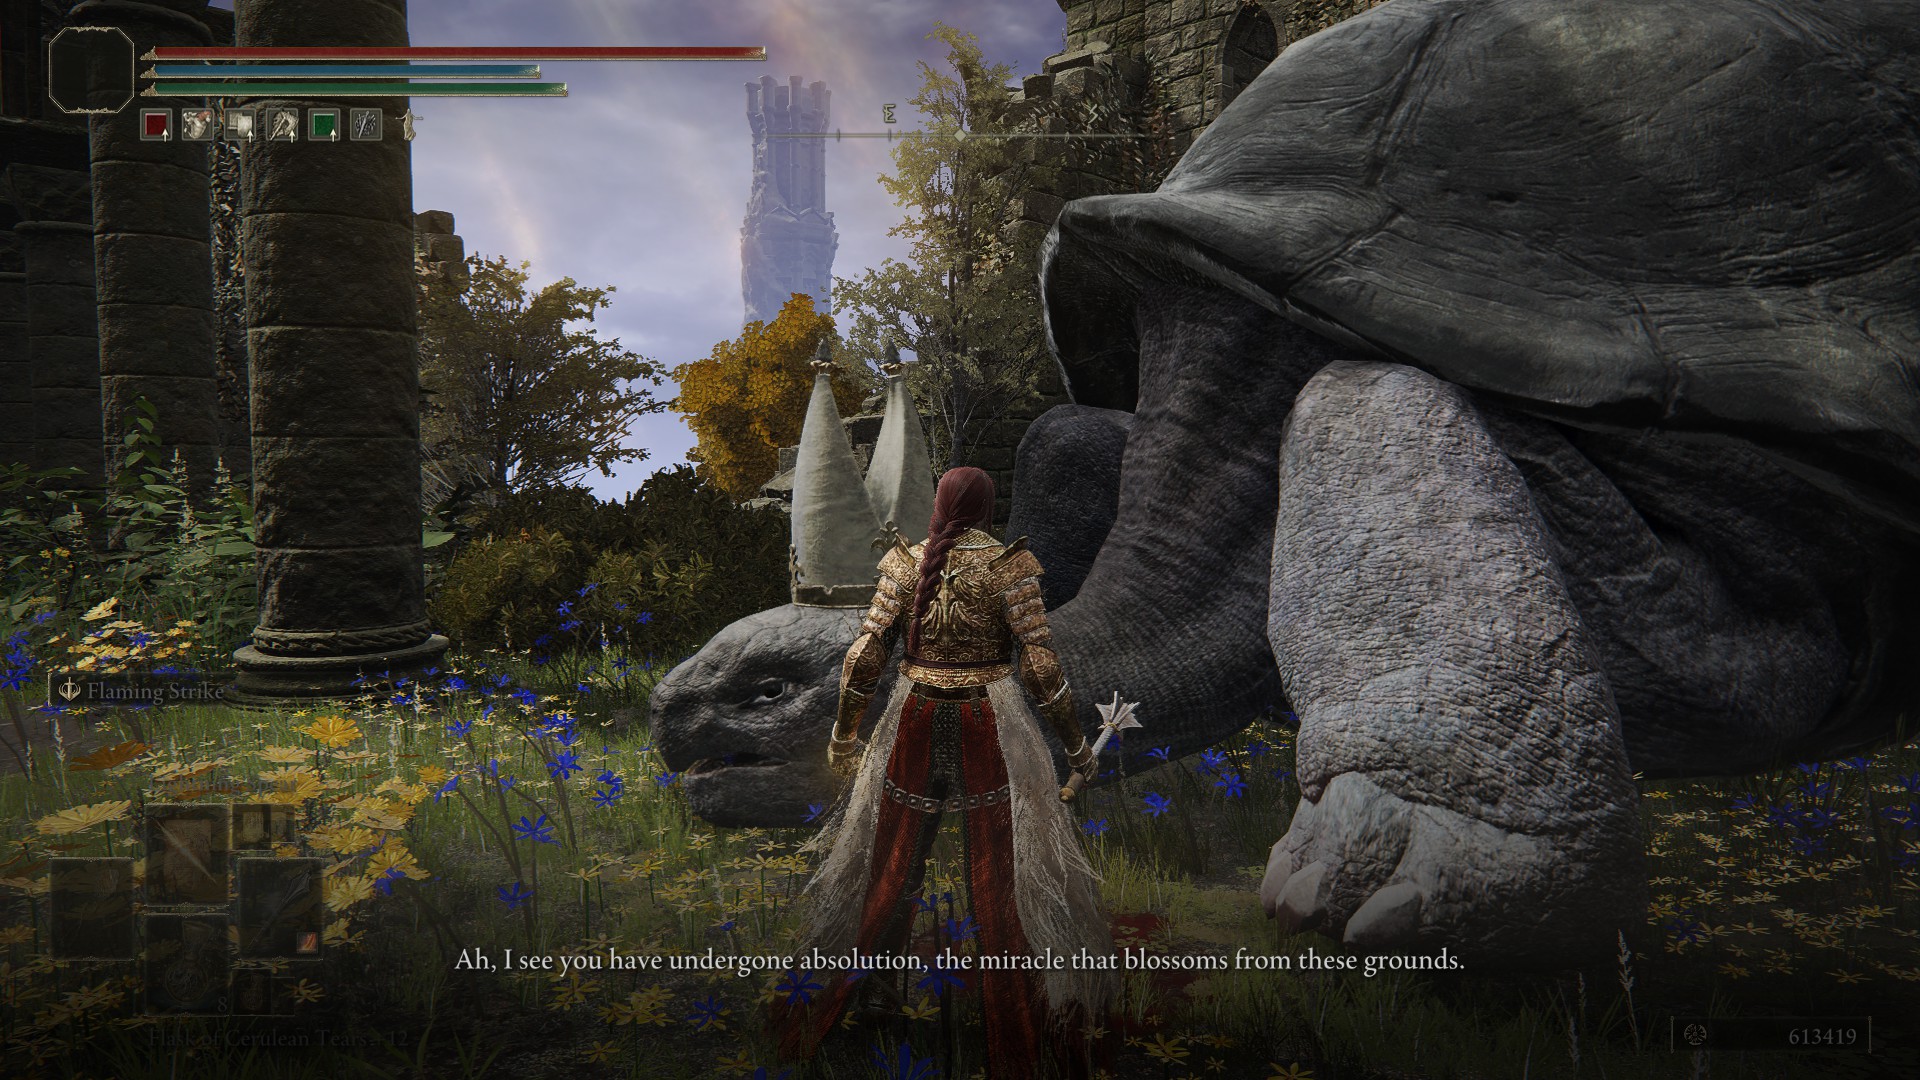 E
Flaming Strike
Ah, I see you have undergone absolution, the miracle that blossoms from these grounds.
8
Flask of Cerulean Tears +12
613419